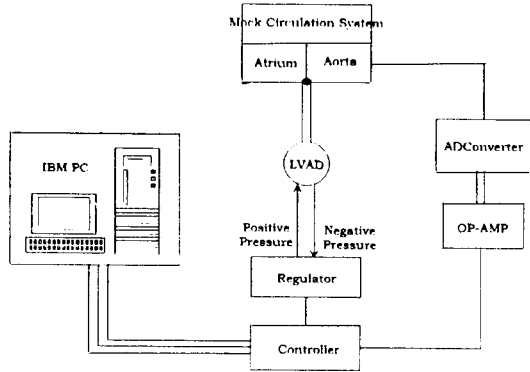 Mock Circulation System
Atrium
Aorta
IBM PC
LVAD
ADConverter
Positive
Pressure
Negative
Pressure
OP-AMP
Regulator
Controller